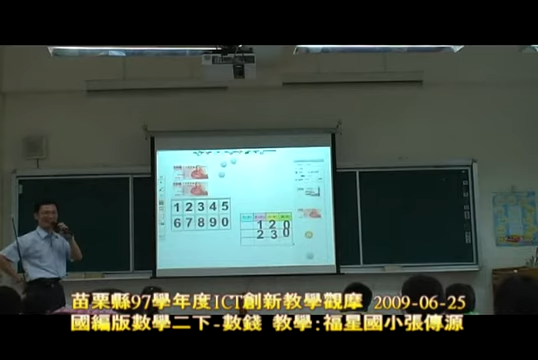 1 2 3 4 5
6 7 8 9 0
1 2 0
2 3 0
苗栗縣97學年度ICT創新教學觀摩 2009-06-25
國編版數學二下-數錢 教學:福星國小張傳源